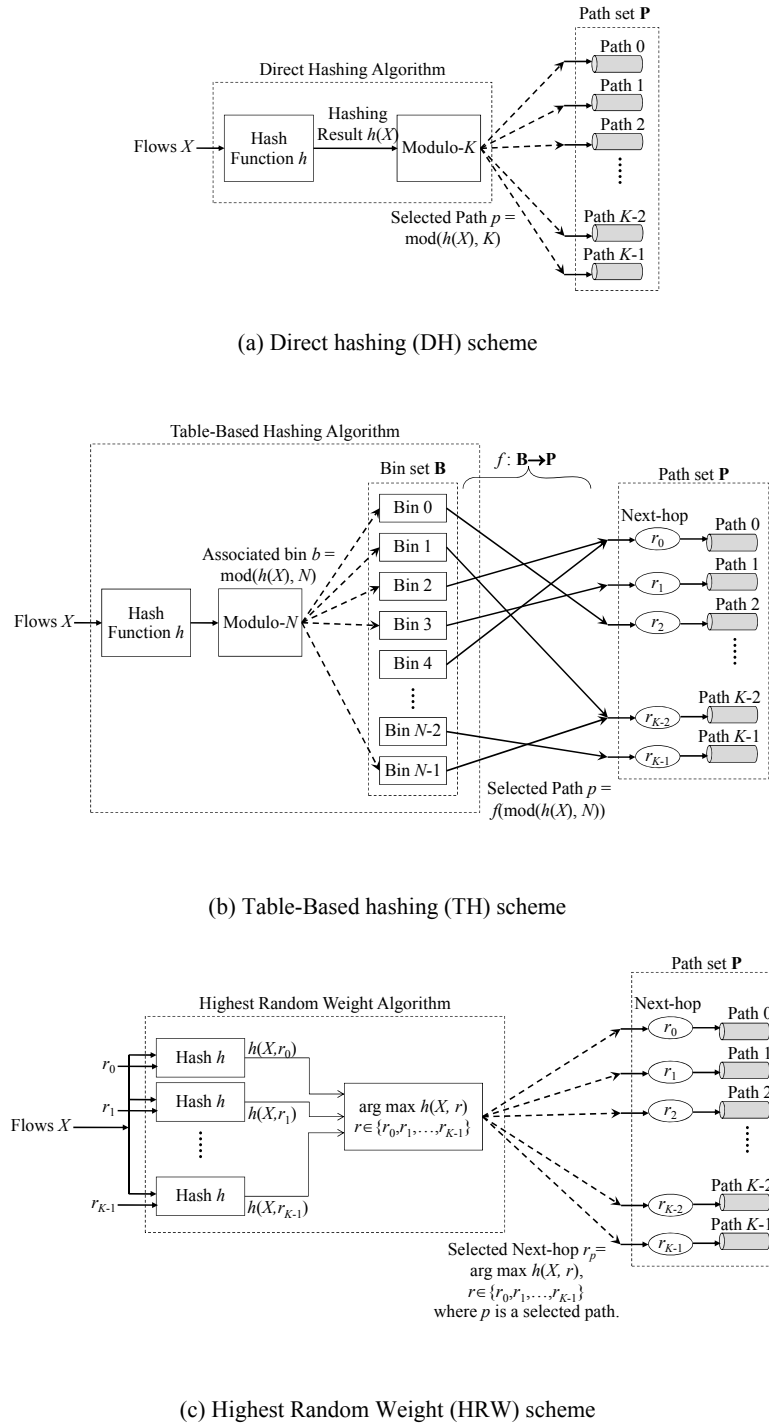 Path set P
Path 0
Direct Hashing Algorithm
Path 1
Hashing
Result h(X)
Path 2
Flows X
Hash
Function h
Modulo-K
Selected Path p =
mod(h(X), K)
Path K-2
Path K-1
(a) Direct hashing (DH) scheme
Table-Based Hashing Algorithm
Bin set B
f : B→P
Path set P
Bin 0
Next-hop
Path 0
r0
Associated bin b =
mod(h(X), N)
Bin 1
Path 1
Bin 2
r1
Path 2
Flows X
Hash
Function h
Modulo-N
Bin 3
r2
Bin 4
Path K-2
rK-2
Bin N-2
Path K-1
rK-1
Bin N-1
Selected Path p =
f(mod(h(X), N))
(b) Table-Based hashing (TH) scheme
Path set P
Highest Random Weight Algorithm
Next-hop
Path 0
r0
Hash h
h(X,r0)
r0
Path 1
r1
Hash h
h(X,r1)
r1
arg max h(X, r)
r∈{r0,r1,…,rK-1}
Path 2
r2
Flows X
Hash h
h(X,rK-1)
rK-1
Path K-2
rK-2
Path K-1
rK-1
Selected Next-hop rp=
arg max h(X, r),
r∈{r0,r1,…,rK-1}
where p is a selected path.
(c) Highest Random Weight (HRW) scheme